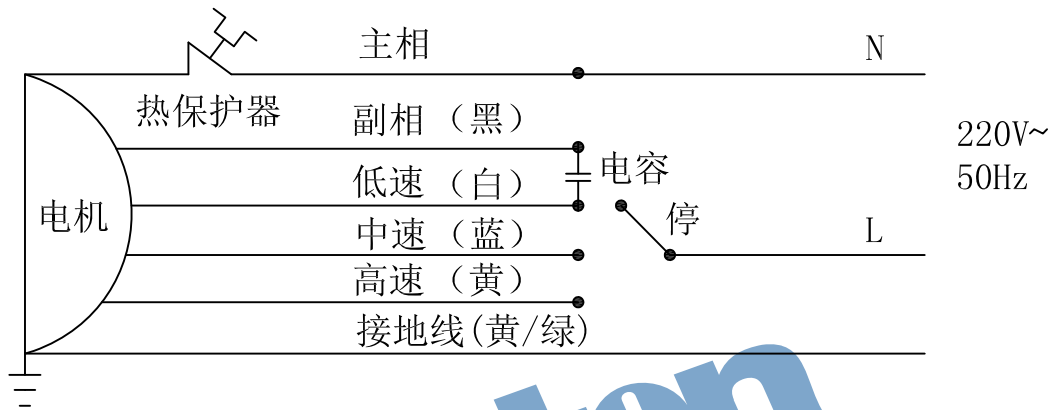 主相
N
热保护器
副相（黑）
220V~
50Hz
电容
低速（白）
电机
停
中速（蓝）
L
高速（黄）
接地线(黄/绿)